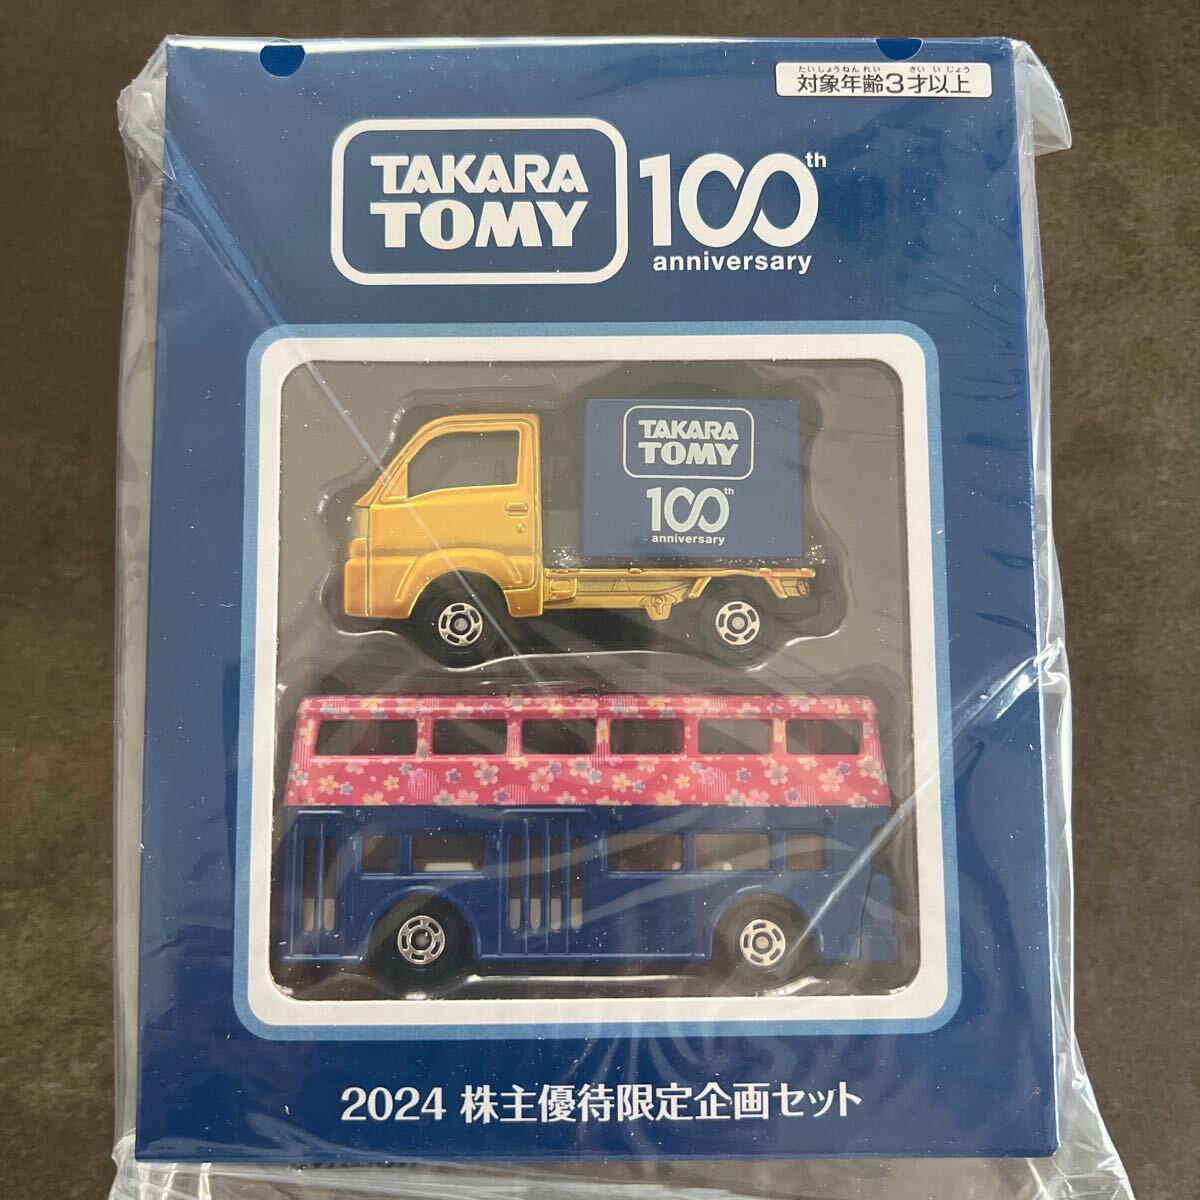 たいしょうねんれい さいいじょう
対象年齢3才以上
TAKARA
TOMY
100th
anniversary
TAKARA
TOMY
100th
anniversary
2024 株主優待限定企画セット